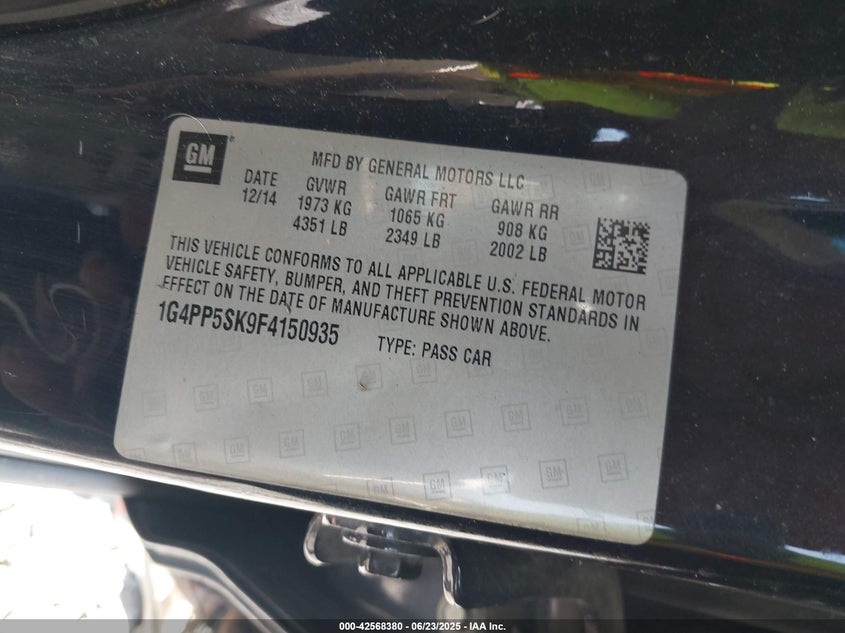 GM
MFD BY GENERAL MOTORS LLC
DATE GVWR GAWR FRT GAWR RR
12/14 1973 KG 1065 KG 908 KG
4351 LB 2349 LB 2002 LB
THIS VEHICLE CONFORMS TO ALL APPLICABLE U.S. FEDERAL MOTOR
VEHICLE SAFETY, BUMPER, AND THEFT PREVENTION STANDARDS IN
EFFECT ON THE DATE OF MANUFACTURE SHOWN ABOVE.
1G4PP5SK9F4150935 TYPE: PASS CAR
000-42568380 - 06/23/2025 - IAA Inc.